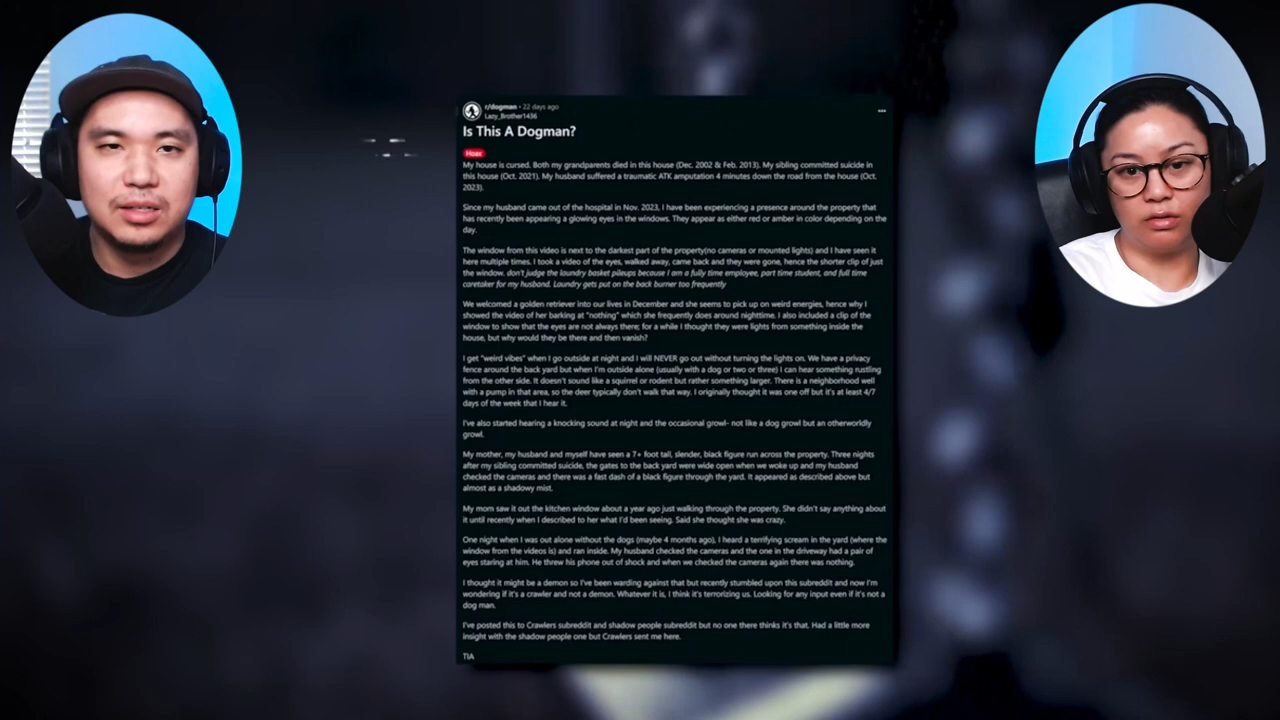 r/dogman • 22 days ago
Lazy_Brother1436
Is This A Dogman?
Hoax
My house is cursed. Both my grandparents died in this house (Dec. 2002 & Feb. 2013). My sibling committed suicide in
this house (Oct. 2021). My husband suffered a traumatic ATK amputation 4 minutes down the road from the house (Oct.
2023).
Since my husband came out of the hospital in Nov. 2023, I have been experiencing a presence around the property that
has recently been appearing a glowing eyes in the windows. They appear as either red or amber in color depending on the
day.
The window from this video is next to the darkest part of the property(no cameras or mounted lights) and I have seen it
here multiple times. I took a video of the eyes, walked away, came back and they were gone, hence the shorter clip of just
the window. don't judge the laundry basket pileups because I am a fully time employee, part time student, and full time
caretaker for my husband. Laundry gets put on the back burner too frequently
We welcomed a golden retriever into our lives in December and she seems to pick up on weird energies, hence why I
showed the video of her barking at "nothing" which she frequently does around nighttime. I also included a clip of the
window to show that the eyes are not always there; for a while I thought they were lights from something inside the
house, but why would they be there and then vanish?
I get "weird vibes" when I go outside at night and I will NEVER go out without turning the lights on. We have a privacy
fence around the back yard but when I'm outside alone (usually with a dog or two or three) I can hear something rustling
from the other side. It doesn't sound like a squirrel or rodent but rather something larger. There is a neighborhood well
with a pump in that area, so the deer typically don't walk that way. I originally thought it was one off but it's at least 4/7
days of the week that I hear it.
I've also started hearing a knocking sound at night and the occasional growl- not like a dog growl but an otherworldly
growl.
My mother, my husband and myself have seen a 7+ foot tall, slender, black figure run across the property. Three nights
after my sibling committed suicide, the gates to the back yard were wide open when we woke up and my husband
checked the cameras and there was a fast dash of a black figure through the yard. It appeared as described above but
almost as a shadowy mist.
My mom saw it out the kitchen window about a year ago just walking through the property. She didn't say anything about
it until recently when I described to her what I'd been seeing. Said she thought she was crazy.
One night when I was out alone without the dogs (maybe 4 months ago), I heard a terrifying scream in the yard (where the
window from the videos is) and ran inside. My husband checked the cameras and the one in the driveway had a pair of
eyes staring at him. He threw his phone out of shock and when we checked the cameras again there was nothing.
I thought it might be a demon so I've been warding against that but recently stumbled upon this subreddit and now I'm
wondering if it's a crawler and not a demon. Whatever it is, I think it's terrorizing us. Looking for any input even if it's not a
dog man.
I've posted this to Crawlers subreddit and shadow people subreddit but no one there thinks it's that. Had a little more
insight with the shadow people one but Crawlers sent me here.
TIA